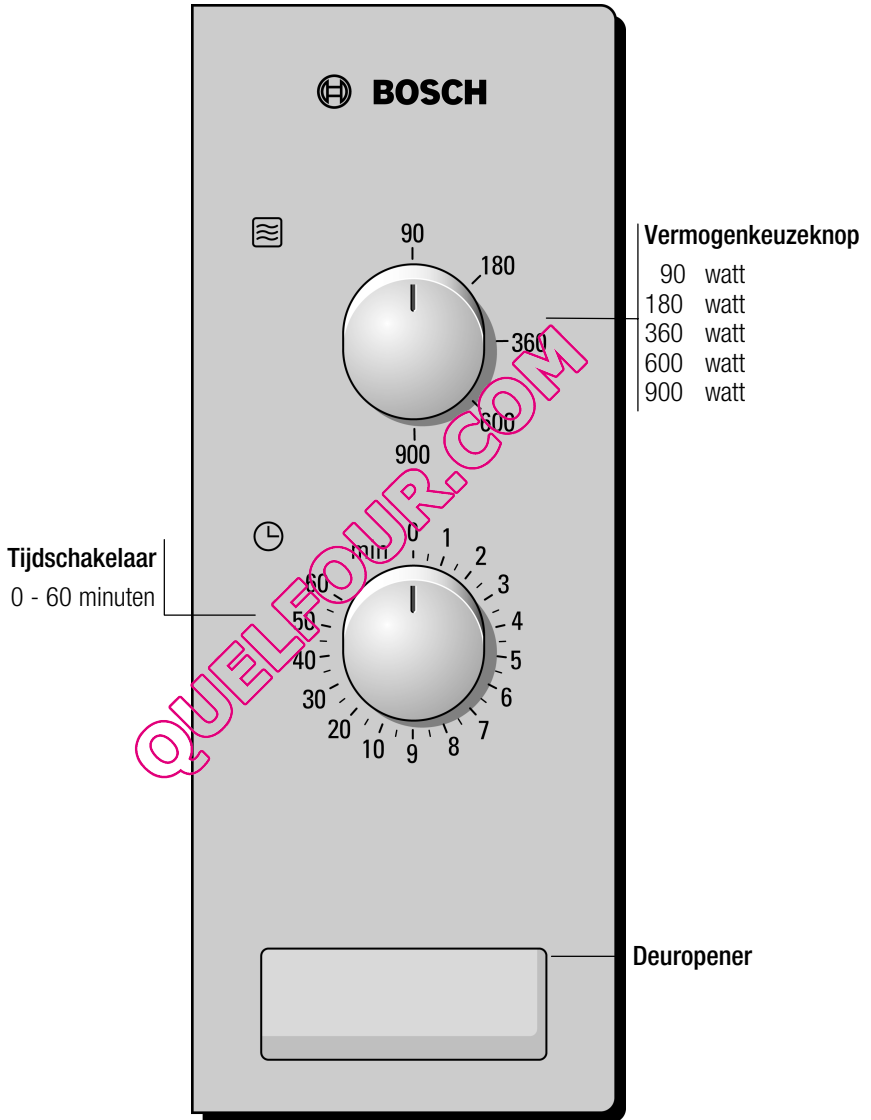 BOSCH
90
180
360
600
900
Vermogenkeuzeknop
90 watt
180 watt
360 watt
600 watt
900 watt
Tijdschakelaar
0 - 60 minuten
min
0
1
2
3
4
5
6
7
8
9
10
20
30
40
50
60
Deuropener
QUELFOUR.COM